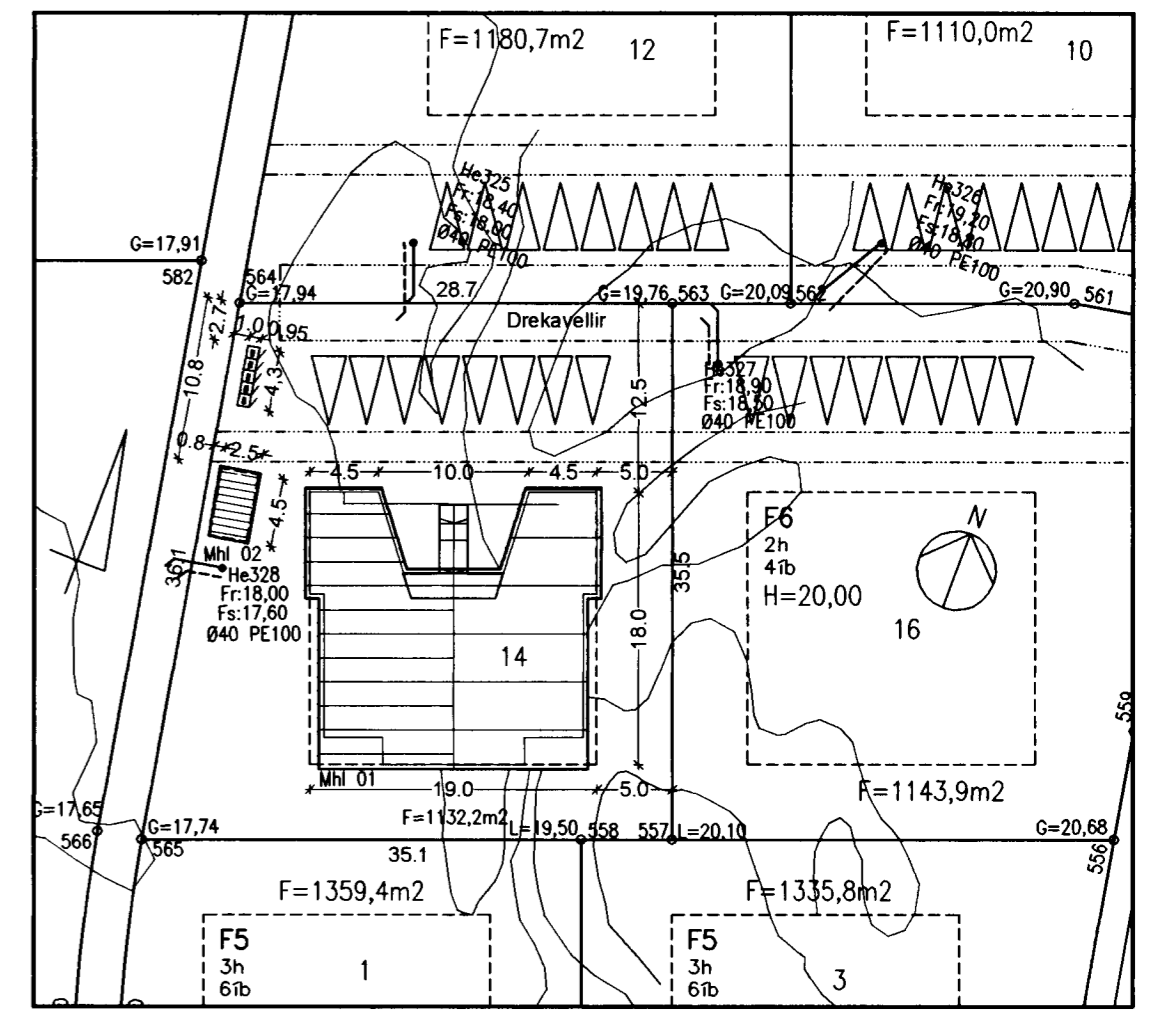 F=1180,7m2
12
F=1110,0m2
10
He325
Fr:18,40
Fs:18,00
Ø40 PE100
He326
Fr:19,20
Fs:18,80
Ø40 PE100
G=17,91
582
564
G=17,94
28.7
G=19,76
563
G=20,09
562
G=20,90
561
Drekavellir
2.7
1.0
0.95
10.8
4.3
Fr:18,90
Fs:18,50
Ø40 PE100
12.5
0.8
2.5
4.5
10.0
4.5
5.0
4.5
N
F6
2h
4íb
H=20,00
16
Mhl 02
36.1
He328
Fr:18,00
Fs:17,60
Ø40 PE100
35.5
18.0
14
559
Mhl 01
19.0
5.0
F=1143,9m2
G=17,65
566
G=17,74
565
F=1132,2m2
L=19,50
558
557
L=20,10
G=20,68
556
35.1
F=1359,4m2
F=1335,8m2
F5
3h
6íb
1
F5
3h
6íb
3